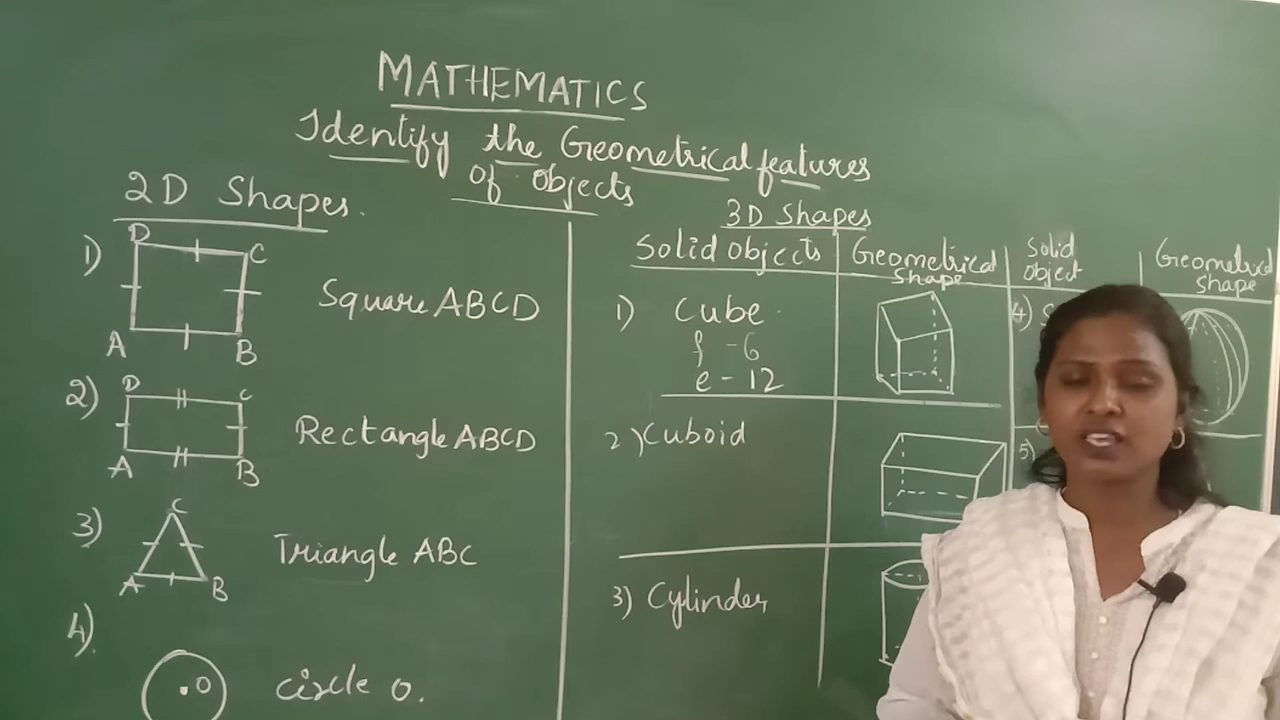 MATHEMATICS
Identify the Geometrical features
of objects
2D Shapes.
1)
D
C
A
B
Square ABCD
2)
D
C
A
B
Rectangle ABCD
3)
C
A
B
Triangle ABC
4)
O
circle O.
3D Shapes
Solid Objects
Geometrical
shape
Solid
Object
Geometrical
shape
1) Cube
f - 6
e - 12
2) Cuboid
3) Cylinder
4) S
5)